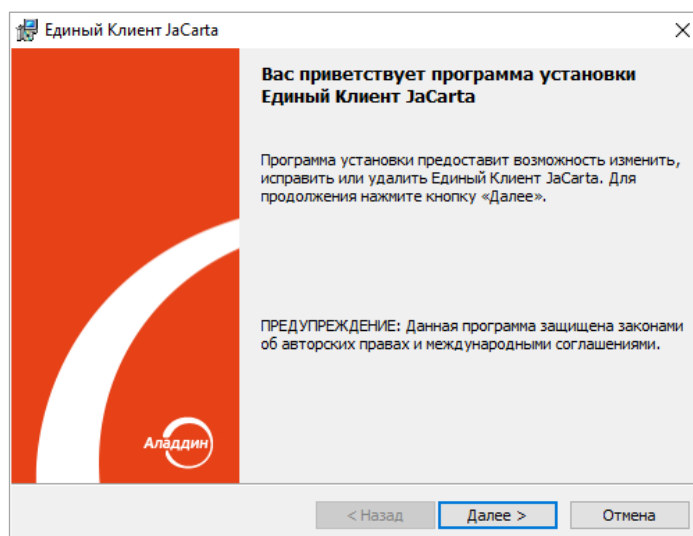 Единый Клиент JaCarta
Вас приветствует программа установки
Единый Клиент JaCarta
Программа установки предоставит возможность изменить,
исправить или удалить Единый Клиент JaCarta. Для
продолжения нажмите кнопку «Далее».
ПРЕДУПРЕЖДЕНИЕ: Данная программа защищена законами
об авторских правах и международными соглашениями.
Аладдин
< Назад
Далее >
Отмена